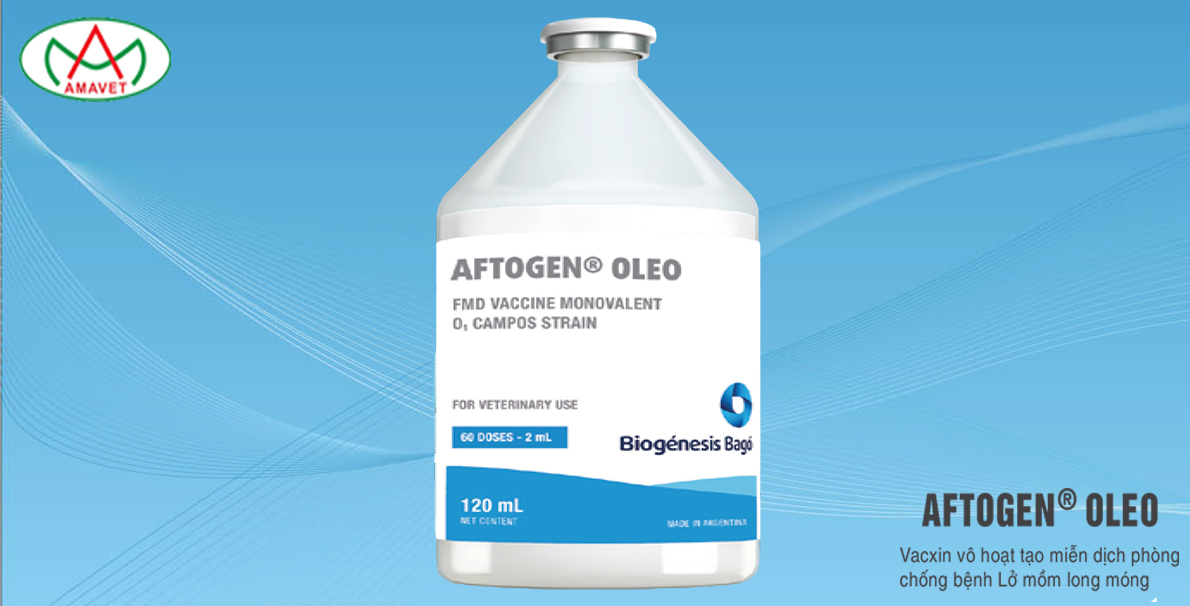 AMAVET
AFTOGEN® OLEO
FMD VACCINE MONOVALENT
O₁ CAMPOS STRAIN
FOR VETERINARY USE
60 DOSES - 2 mL
Biogénesis Bagó
120 mL
NET CONTENT
MADE IN ARGENTINA
AFTOGEN® OLEO
Vacxin vô hoạt tạo miễn dịch phòng
chống bệnh Lở mồm long móng